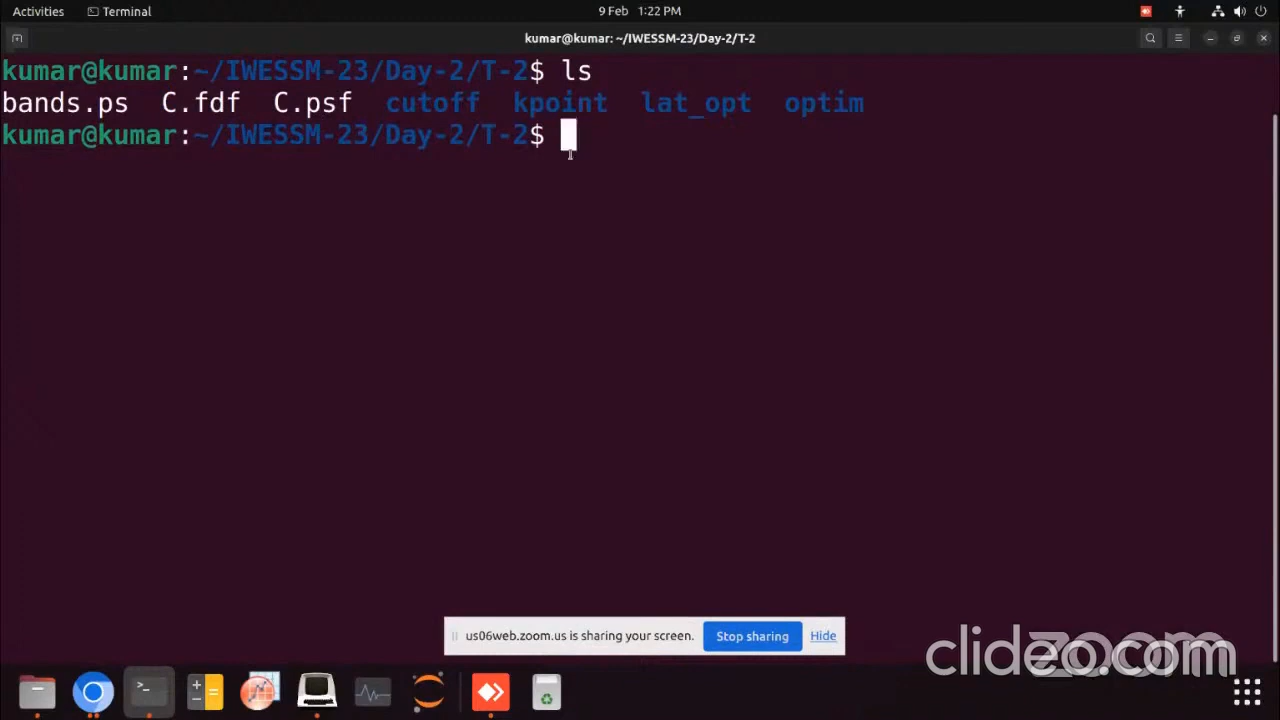 Activities Terminal 9 Feb 1:22 PM
kumar@kumar: ~/IWESSM-23/Day-2/T-2
kumar@kumar:~/IWESSM-23/Day-2/T-2$ ls
bands.ps C.fdf C.psf cutoff kpoint lat_opt optim
kumar@kumar:~/IWESSM-23/Day-2/T-2$
us06web.zoom.us is sharing your screen. Stop sharing Hide
clideo.com
zoom